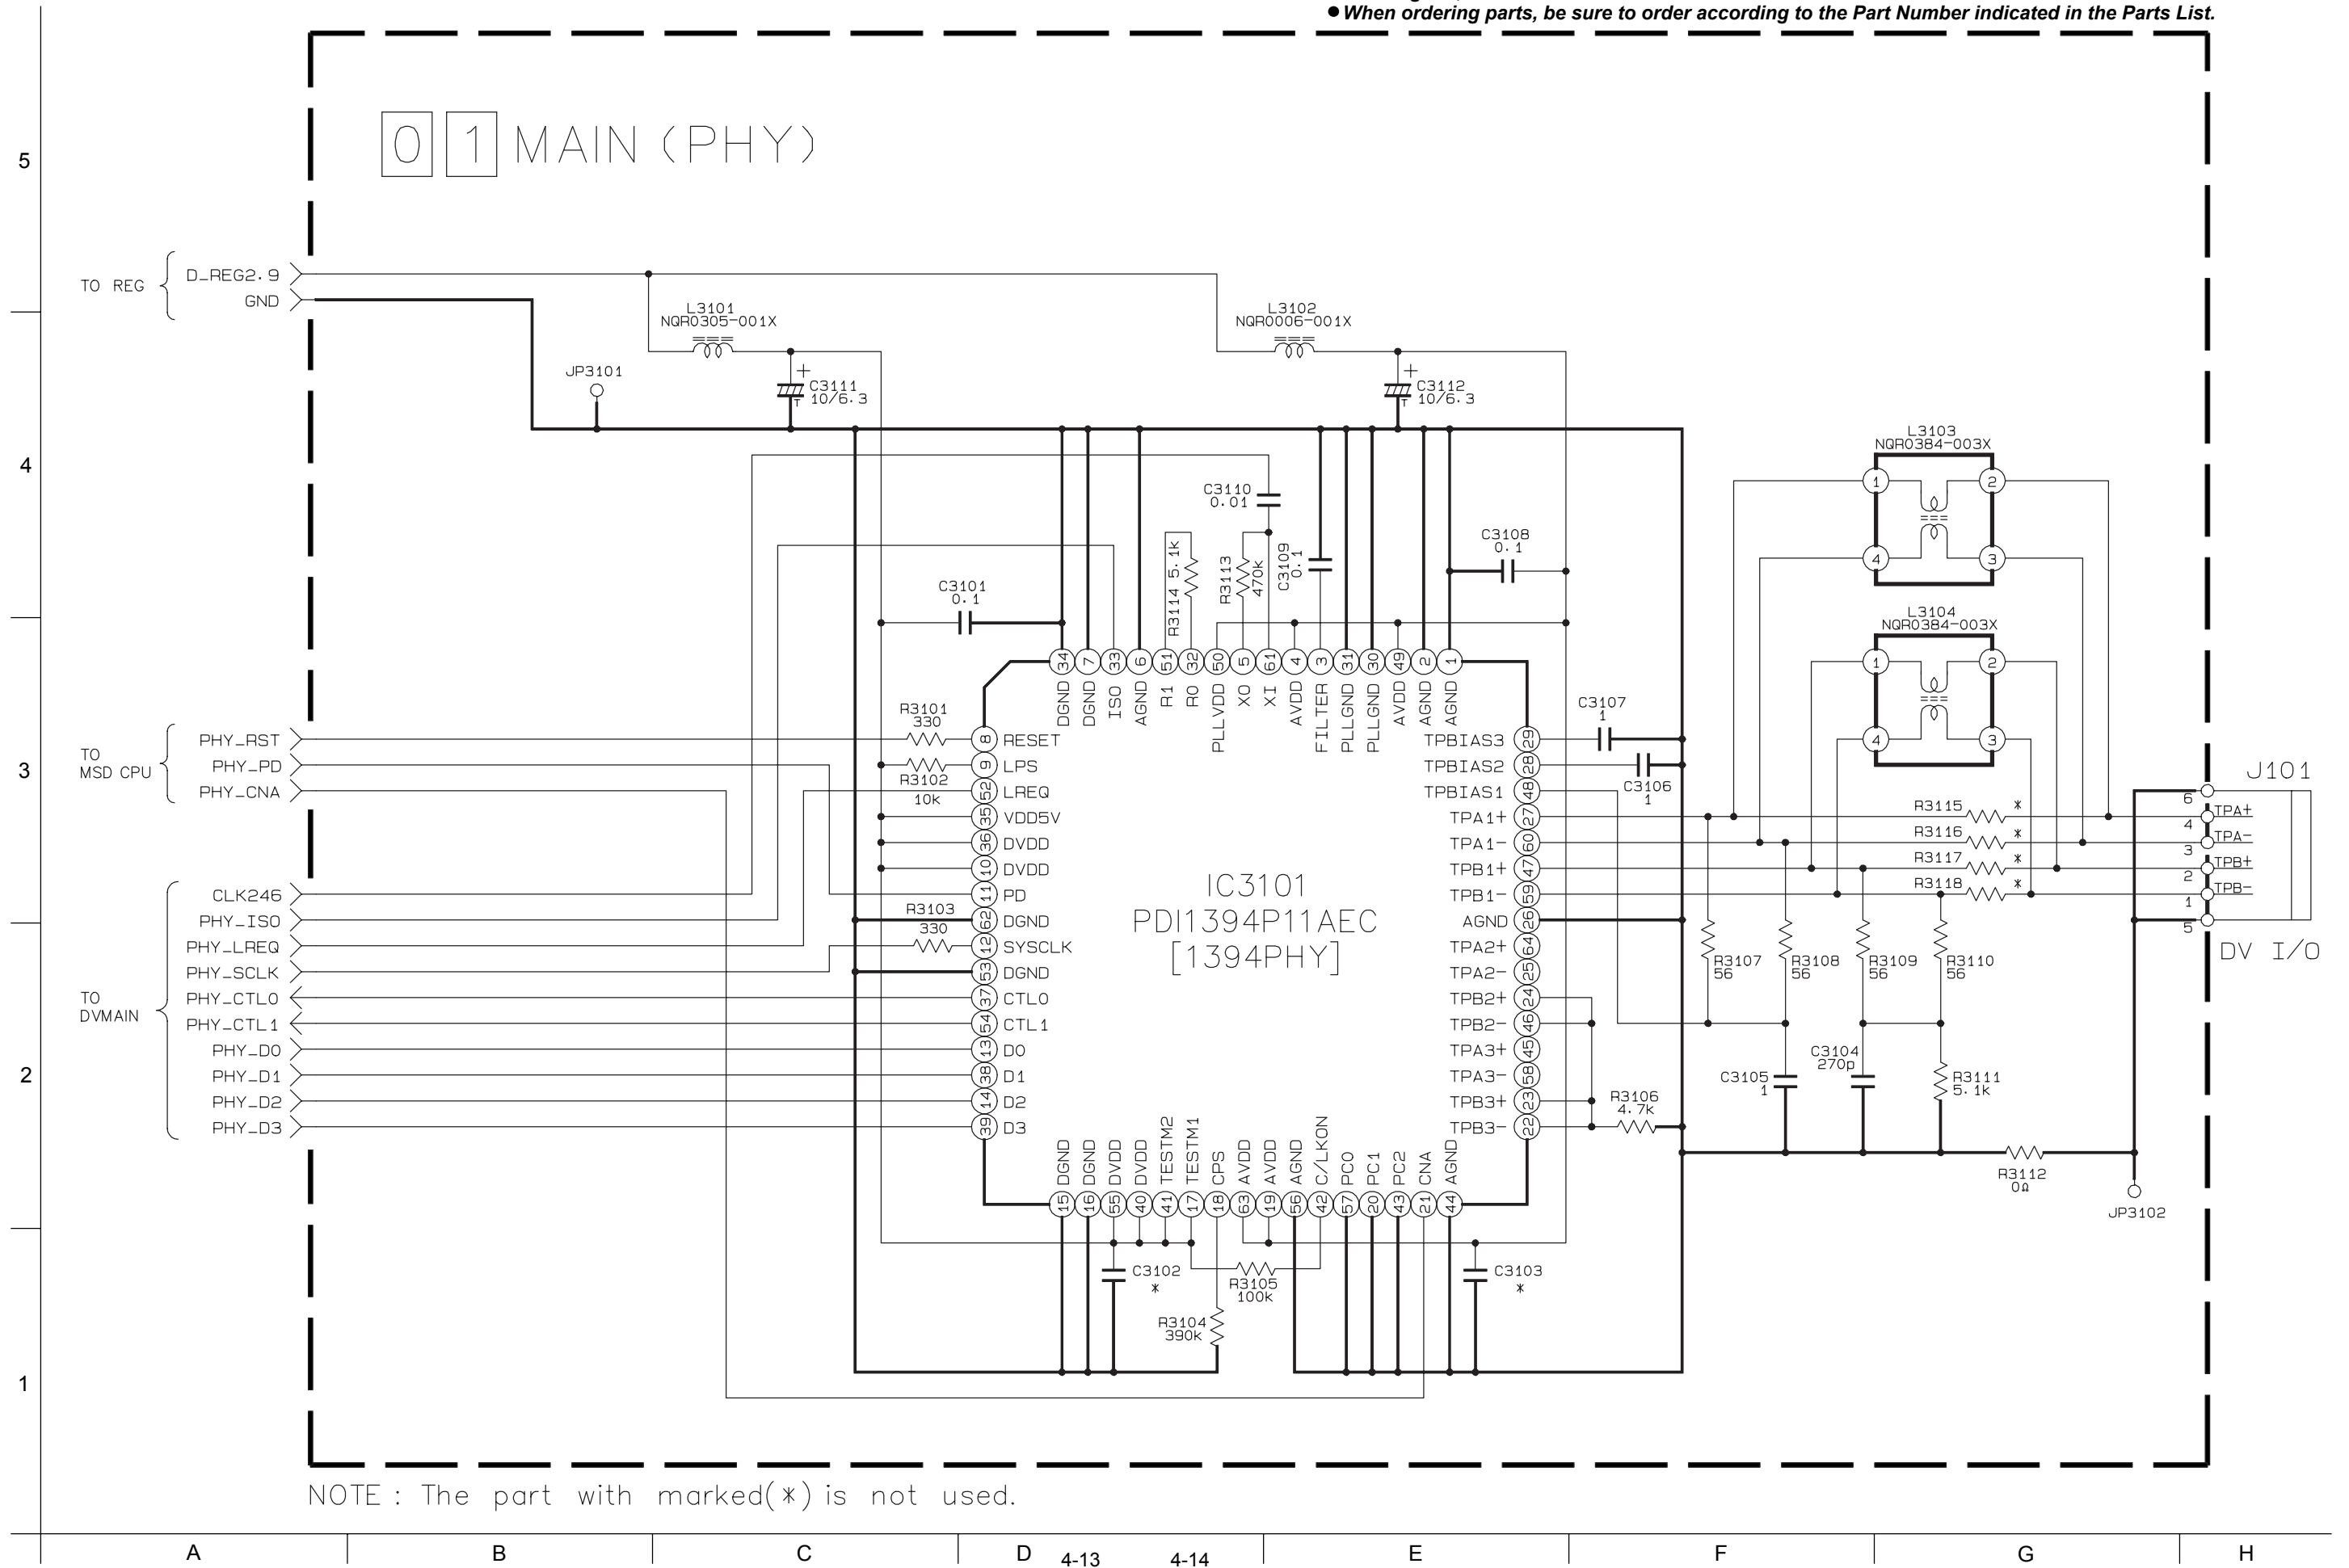 ● When ordering parts, be sure to order according to the Part Number indicated in the Parts List.
0 1 MAIN (PHY)
5
4
3
2
1
TO REG
D_REG2.9
GND
L3101
NQR0305-001X
L3102
NQR0006-001X
JP3101
C3111
10/6.3
T
+
C3112
10/6.3
T
+
L3103
NQR0384-003X
1
2
4
3
L3104
NQR0384-003X
1
2
4
3
C3110
0.01
C3108
0.1
C3109
0.1
R3113
470k
R3114 5.1k
C3101
0.1
34 7 33 6 51 32 50 5 61 4 3 31 30 49 2 1
DGND
DGND
ISO
AGND
R1
R0
PLLVDD
XO
XI
AVDD
FILTER
PLLGND
PLLGND
AVDD
AGND
AGND
TO
MSD CPU
PHY_RST
PHY_PD
PHY_CNA
R3101
330
R3102
10k
R3103
330
TO
DVMAIN
CLK246
PHY_ISO
PHY_LREQ
PHY_SCLK
PHY_CTL0
PHY_CTL1
PHY_D0
PHY_D1
PHY_D2
PHY_D3
8 RESET
9 LPS
52 LREQ
35 VDD5V
36 DVDD
10 DVDD
11 PD
62 DGND
12 SYSCLK
53 DGND
37 CTL0
54 CTL1
13 D0
38 D1
14 D2
39 D3
IC3101
PDI1394P11AEC
[1394PHY]
TPBIAS3 29
TPBIAS2 28
TPBIAS1 48
TPA1+ 27
TPA1- 60
TPB1+ 47
TPB1- 59
AGND 26
TPA2+ 64
TPA2- 25
TPB2+ 24
TPB2- 46
TPA3+ 45
TPA3- 58
TPB3+ 23
TPB3- 22
C3107
1
C3106
1
R3115 *
R3116 *
R3117 *
R3118 *
J101
6
TPA+
4
TPA-
3
TPB+
2
TPB-
1
5
DV I/O
R3107
56
R3108
56
R3109
56
R3110
56
C3105
1
C3104
270p
R3111
5.1k
R3106
4.7k
R3112
0Ω
JP3102
DGND
DGND
DVDD
DVDD
TESTM2
TESTM1
CPS
AVDD
AVDD
AGND
C/LKON
PC0
PC1
PC2
CNA
AGND
15 16 55 40 41 17 18 63 19 56 42 57 20 43 21 44
C3102
*
R3105
100k
C3103
*
R3104
390k
NOTE : The part with marked(*) is not used.
A B C D E F G H
4-13 4-14